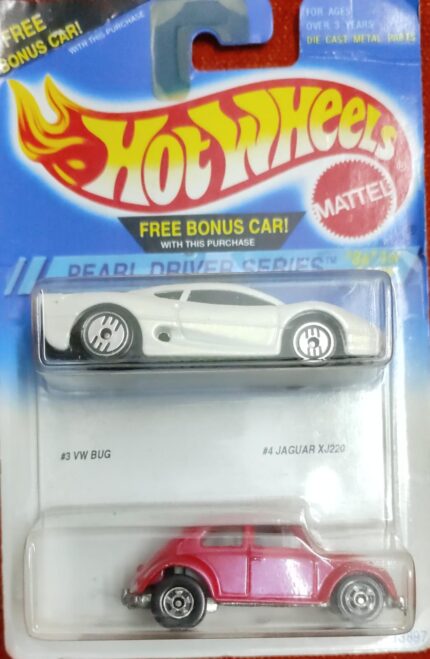 FREE
BONUS CAR!
WITH THIS PURCHASE
FOR AGES
OVER 3 YEARS
DIE CAST METAL PARTS
HOT WHEELS
MATTEL
FREE BONUS CAR!
WITH THIS PURCHASE
PEARL DRIVER SERIES™
#3 VW BUG
#4 JAGUAR XJ220